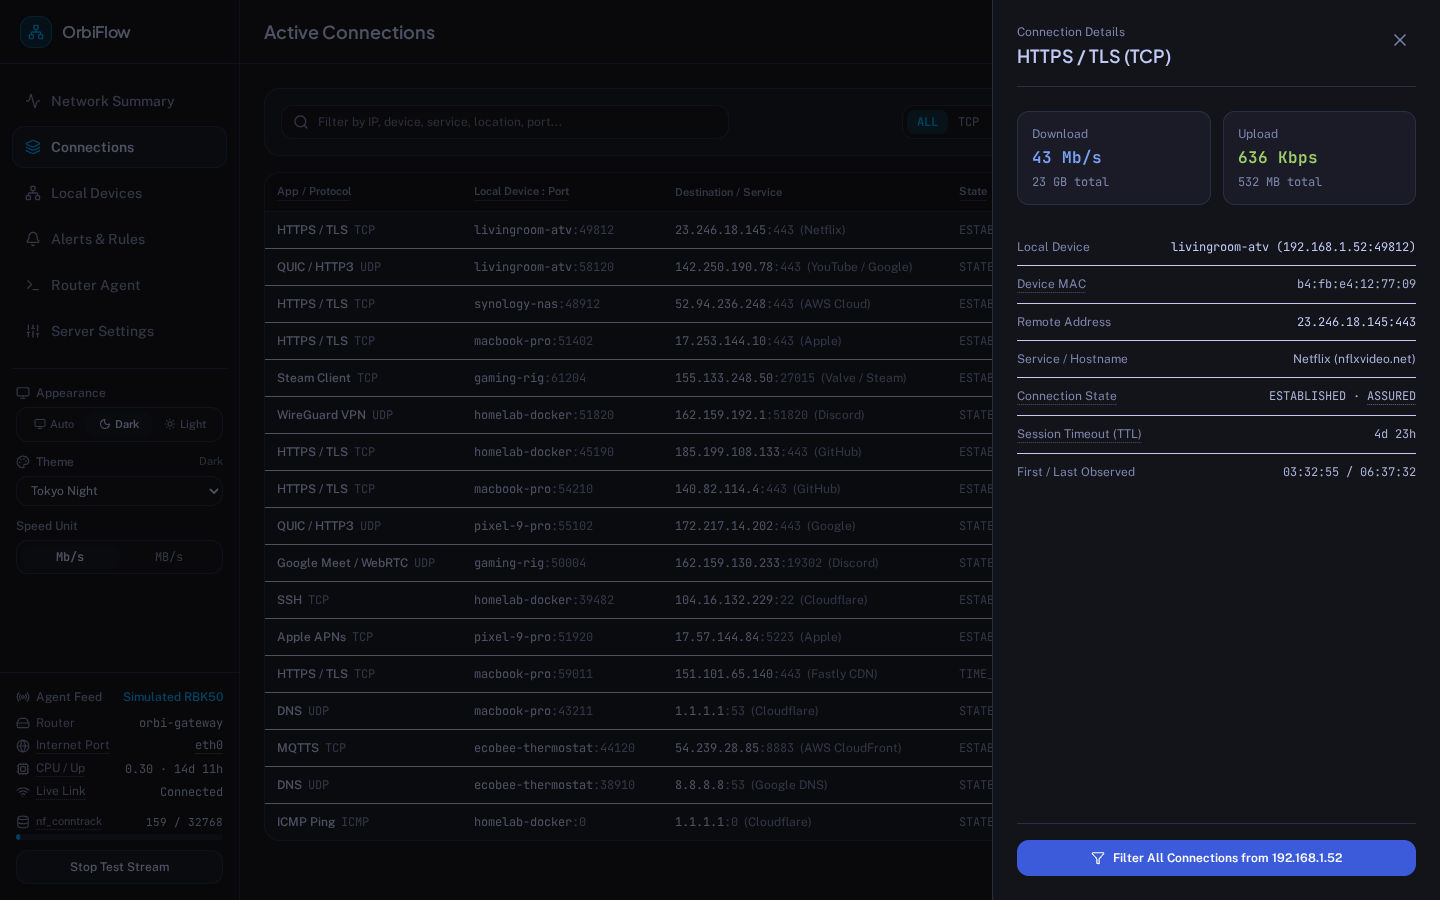 OrbiFlow
Network Summary
Connections
Local Devices
Alerts & Rules
Router Agent
Server Settings
Appearance
Auto Dark Light
Theme Dark
Tokyo Night
Speed Unit
Mb/s MB/s
Agent Feed Simulated RBK50
Router orbi-gateway
Internet Port eth0
CPU / Up 0.30 · 14d 11h
Live Link Connected
nf_conntrack 159 / 32768
Stop Test Stream
Active Connections
Filter by IP, device, service, location, port...
ALL TCP
App / Protocol Local Device : Port Destination / Service State
HTTPS / TLS TCP livingroom-atv:49812 23.246.18.145:443 (Netflix) ESTAB
QUIC / HTTP3 UDP livingroom-atv:58120 142.250.190.78:443 (YouTube / Google) STATE
HTTPS / TLS TCP synology-nas:48912 52.94.236.248:443 (AWS Cloud) ESTAB
HTTPS / TLS TCP macbook-pro:51402 17.253.144.10:443 (Apple) ESTAB
Steam Client TCP gaming-rig:61204 155.133.248.50:27015 (Valve / Steam) ESTAB
WireGuard VPN UDP homelab-docker:51820 162.159.192.1:51820 (Discord) STATE
HTTPS / TLS TCP homelab-docker:45190 185.199.108.133:443 (GitHub) ESTAB
HTTPS / TLS TCP macbook-pro:54210 140.82.114.4:443 (GitHub) ESTAB
QUIC / HTTP3 UDP pixel-9-pro:55102 172.217.14.202:443 (Google) STATE
Google Meet / WebRTC UDP gaming-rig:50004 162.159.130.233:19302 (Discord) STATE
SSH TCP homelab-docker:39482 104.16.132.229:22 (Cloudflare) ESTAB
Apple APNs TCP pixel-9-pro:51920 17.57.144.84:5223 (Apple) ESTAB
HTTPS / TLS TCP macbook-pro:59011 151.101.65.140:443 (Fastly CDN) TIME_
DNS UDP macbook-pro:43211 1.1.1.1:53 (Cloudflare) STATE
MQTTS TCP ecobee-thermostat:44120 54.239.28.85:8883 (AWS CloudFront) ESTAB
DNS UDP ecobee-thermostat:38910 8.8.8.8:53 (Google DNS) STATE
ICMP Ping ICMP homelab-docker:0 1.1.1.1:0 (Cloudflare) STATE
Connection Details
HTTPS / TLS (TCP)
Download Upload
43 Mb/s 636 Kbps
23 GB total 532 MB total
Local Device livingroom-atv (192.168.1.52:49812)
Device MAC b4:fb:e4:12:77:09
Remote Address 23.246.18.145:443
Service / Hostname Netflix (nflxvideo.net)
Connection State ESTABLISHED · ASSURED
Session Timeout (TTL) 4d 23h
First / Last Observed 03:32:55 / 06:37:32
Filter All Connections from 192.168.1.52